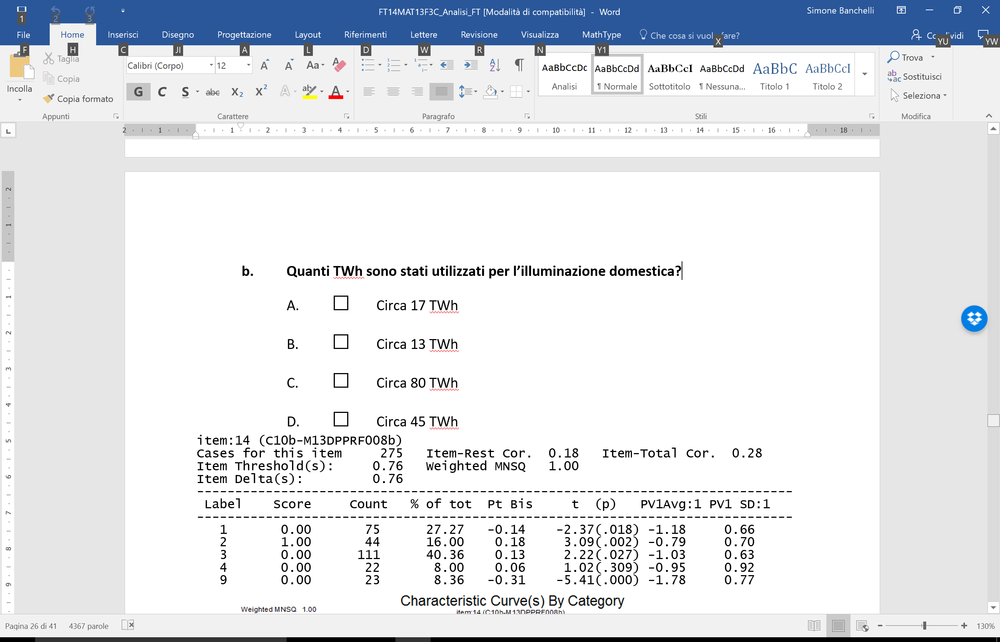 FT14MAT13F3C_Analisi_FT [Modalità di compatibilità] - Word
Simone Banchelli
1 2 3
File Home Inserisci Disegno Progettazione Layout Riferimenti Lettere Revisione Visualizza MathType Che cosa si vuol fare?
F H C JI A L D W R N Y1 X YU YW
Incolla
Taglia
Copia
Copia formato
Appunti
Calibri (Corpo) 12
G C S abc X2 X2
Carattere
Paragrafo
AaBbCcDc AaBbCcDd AaBbCcI AaBbCcDd AaBbC AaBbCcI
Analisi ¶ Normale Sottotitolo ¶ Nessuna... Titolo 1 Titolo 2
Stili
Trova
Sostituisci
Seleziona
Modifica
2 1 1 2 3 4 5 6 7 8 9 10 11 12 13 14 15 16 18
2 1 1 2 3 4 5 6 7 8 9
b. Quanti TWh sono stati utilizzati per l’illuminazione domestica?
A. Circa 17 TWh
B. Circa 13 TWh
C. Circa 80 TWh
D. Circa 45 TWh
item:14 (C10b-M13DPPRF008b)
Cases for this item 275 Item-Rest Cor. 0.18 Item-Total Cor. 0.28
Item Threshold(s): 0.76 Weighted MNSQ 1.00
Item Delta(s): 0.76
------------------------------------------------------------------------------
Label Score Count % of tot Pt Bis t (p) PV1Avg:1 PV1 SD:1
------------------------------------------------------------------------------
1 0.00 75 27.27 -0.14 -2.37(.018) -1.18 0.66
2 1.00 44 16.00 0.18 3.09(.002) -0.79 0.70
3 0.00 111 40.36 0.13 2.22(.027) -1.03 0.63
4 0.00 22 8.00 0.06 1.02(.309) -0.95 0.92
9 0.00 23 8.36 -0.31 -5.41(.000) -1.78 0.77
Characteristic Curve(s) By Category
Weighted MNSQ 1.00
item:14 (C10b-M13DPPRF008b)
Pagina 26 di 41 4367 parole
130%